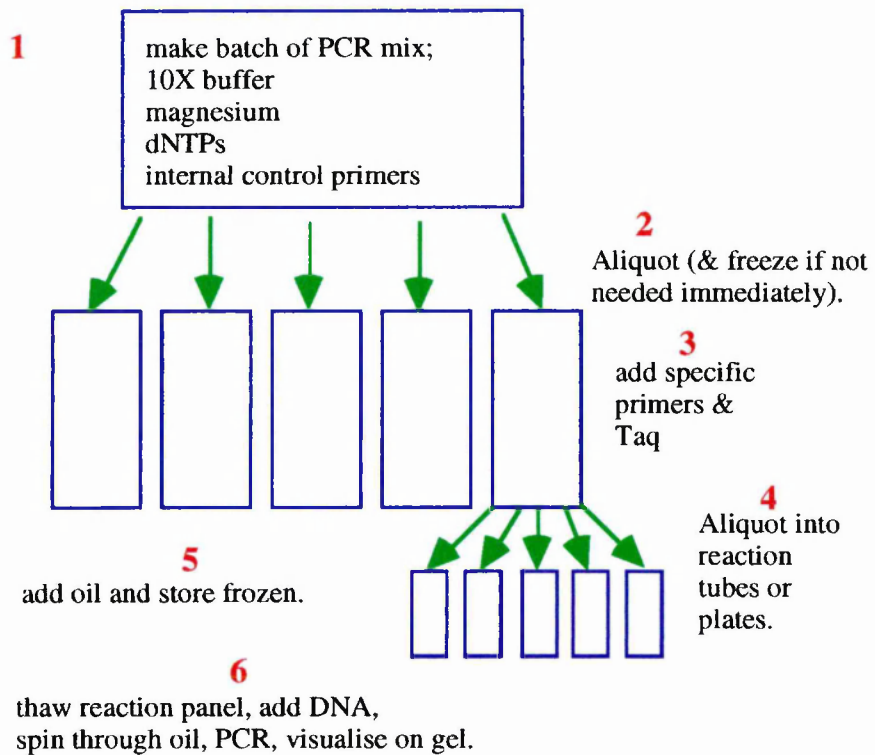 1
make batch of PCR mix;
10X buffer
magnesium
dNTPs
internal control primers
2
Aliquot (& freeze if not
needed immediately).
3
add specific
primers &
Taq
4
Aliquot into
reaction
tubes or
plates.
5
add oil and store frozen.
6
thaw reaction panel, add DNA,
spin through oil, PCR, visualise on gel.